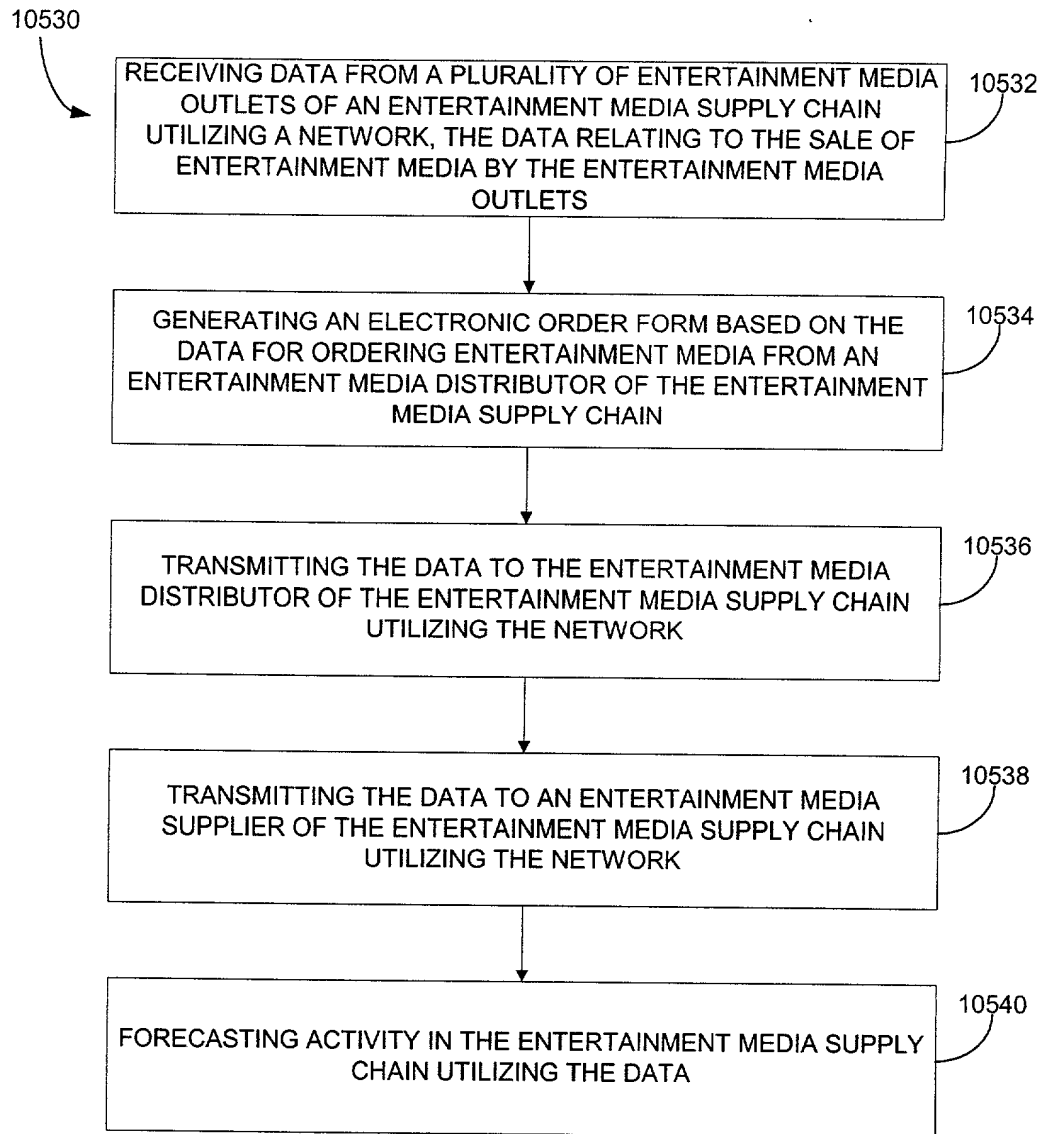 10530
RECEIVING DATA FROM A PLURALITY OF ENTERTAINMENT MEDIA
OUTLETS OF AN ENTERTAINMENT MEDIA SUPPLY CHAIN
UTILIZING A NETWORK, THE DATA RELATING TO THE SALE OF
ENTERTAINMENT MEDIA BY THE ENTERTAINMENT MEDIA
OUTLETS
10532
GENERATING AN ELECTRONIC ORDER FORM BASED ON THE
DATA FOR ORDERING ENTERTAINMENT MEDIA FROM AN
ENTERTAINMENT MEDIA DISTRIBUTOR OF THE ENTERTAINMENT
MEDIA SUPPLY CHAIN
10534
TRANSMITTING THE DATA TO THE ENTERTAINMENT MEDIA
DISTRIBUTOR OF THE ENTERTAINMENT MEDIA SUPPLY CHAIN
UTILIZING THE NETWORK
10536
TRANSMITTING THE DATA TO AN ENTERTAINMENT MEDIA
SUPPLIER OF THE ENTERTAINMENT MEDIA SUPPLY CHAIN
UTILIZING THE NETWORK
10538
FORECASTING ACTIVITY IN THE ENTERTAINMENT MEDIA SUPPLY
CHAIN UTILIZING THE DATA
10540